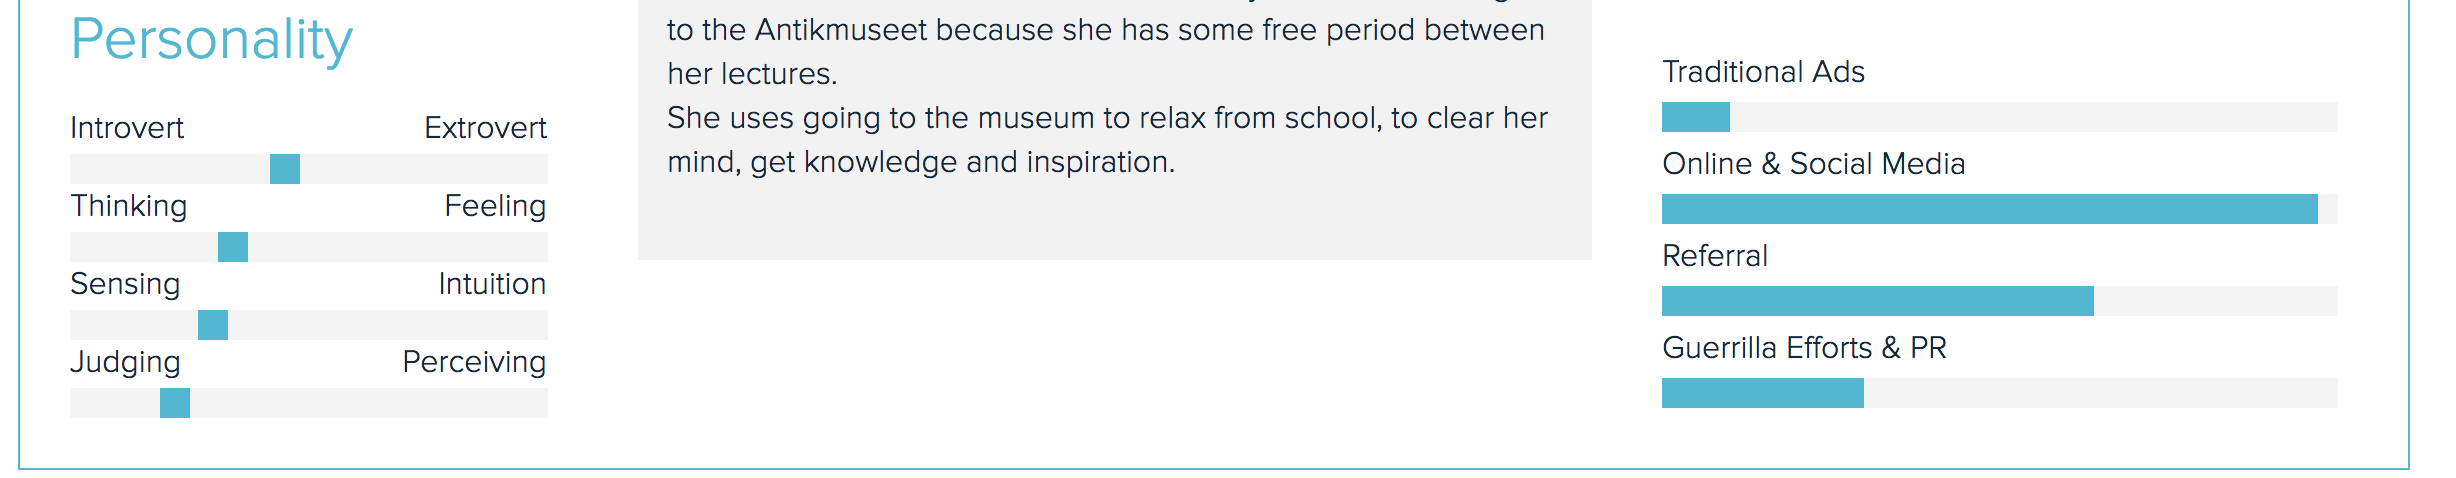 Personality
Introvert Extrovert
Thinking Feeling
Sensing Intuition
Judging Perceiving
to the Antikmuseet because she has some free period between
her lectures.
She uses going to the museum to relax from school, to clear her
mind, get knowledge and inspiration.
Traditional Ads
Online & Social Media
Referral
Guerrilla Efforts & PR